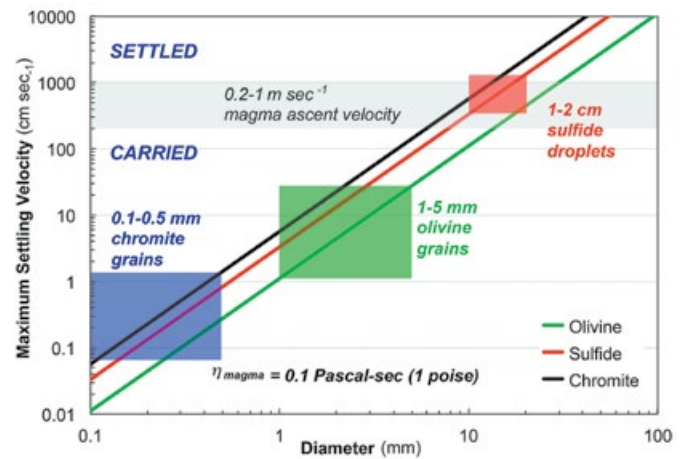 10000
1000
100
10
1
0.1
0.01
Maximum Settling Velocity (cm sec-1)
SETTLED
0.2-1 m sec -1
magma ascent velocity
CARRIED
1-2 cm
sulfide
droplets
0.1-0.5 mm
chromite
grains
1-5 mm
olivine
grains
Olivine
Sulfide
Chromite
η magma = 0.1 Pascal-sec (1 poise)
0.1
1
10
100
Diameter (mm)